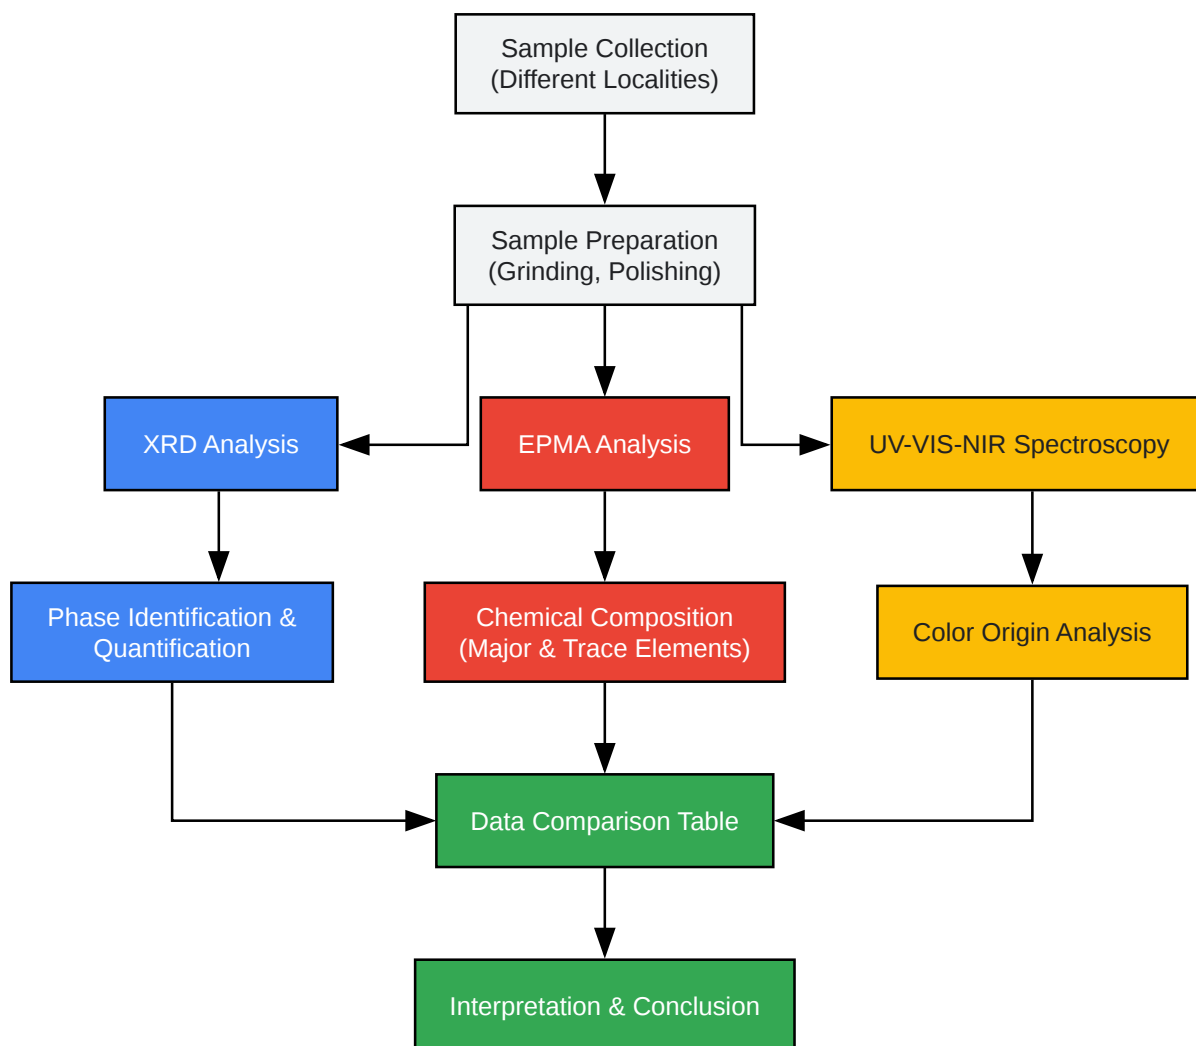 Sample Collection
(Different Localities)
Sample Preparation
(Grinding, Polishing)
XRD Analysis
EPMA Analysis
UV-VIS-NIR Spectroscopy
Phase Identification &
Quantification
Chemical Composition
(Major & Trace Elements)
Color Origin Analysis
Data Comparison Table
Interpretation & Conclusion